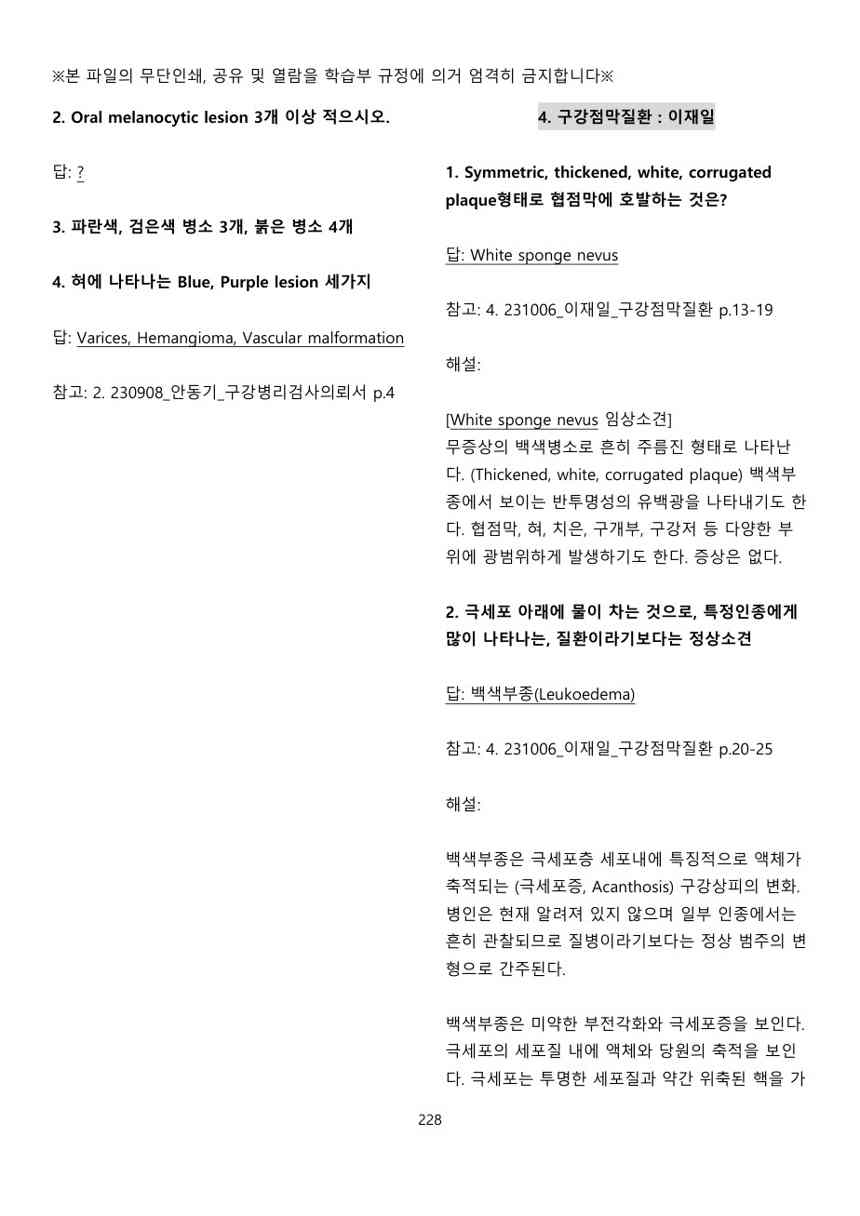 ※본 파일의 무단인쇄, 공유 및 열람을 학습부 규정에 의거 엄격히 금지합니다※
2. Oral melanocytic lesion 3개 이상 적으시오.
답: ?
3. 파란색, 검은색 병소 3개, 붉은 병소 4개
4. 혀에 나타나는 Blue, Purple lesion 세가지
답: Varices, Hemangioma, Vascular malformation
참고: 2. 230908_안동기_구강병리검사의뢰서 p.4
4. 구강점막질환 : 이재일
1. Symmetric, thickened, white, corrugated
plaque형태로 협점막에 호발하는 것은?
답: White sponge nevus
참고: 4. 231006_이재일_구강점막질환 p.13-19
해설:
[White sponge nevus 임상소견]
무증상의 백색병소로 흔히 주름진 형태로 나타난
다. (Thickened, white, corrugated plaque) 백색부
종에서 보이는 반투명성의 유백광을 나타내기도 한
다. 협점막, 혀, 치은, 구개부, 구강저 등 다양한 부
위에 광범위하게 발생하기도 한다. 증상은 없다.
2. 극세포 아래에 물이 차는 것으로, 특정인종에게
많이 나타나는, 질환이라기보다는 정상소견
답: 백색부종(Leukoedema)
참고: 4. 231006_이재일_구강점막질환 p.20-25
해설:
백색부종은 극세포층 세포내에 특징적으로 액체가
축적되는 (극세포증, Acanthosis) 구강상피의 변화.
병인은 현재 알려져 있지 않으며 일부 인종에서는
흔히 관찰되므로 질병이라기보다는 정상 범주의 변
형으로 간주된다.
백색부종은 미약한 부전각화와 극세포증을 보인다.
극세포의 세포질 내에 액체와 당원의 축적을 보인
다. 극세포는 투명한 세포질과 약간 위축된 핵을 가
228